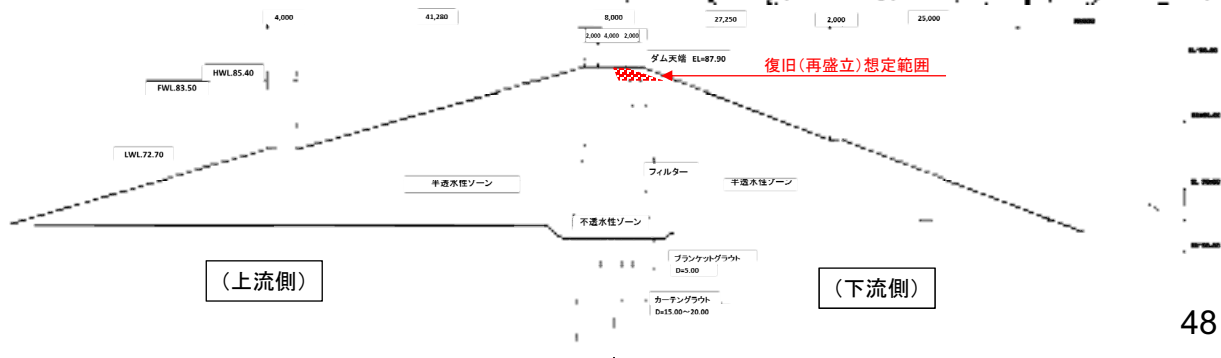 4,000
41,280
8,000
27,250
2,000
25,000
2,000 4,000 2,000
ダム天端 EL=87.90
復旧（再盛立）想定範囲
HWL.85.40
FWL.83.50
LWL.72.70
半透水性ゾーン
フィルター
半透水性ゾーン
不透水性ゾーン
ブランケットグラウト
D=5.00
カーテングラウト
D=15.00～20.00
（上流側）
（下流側）
48